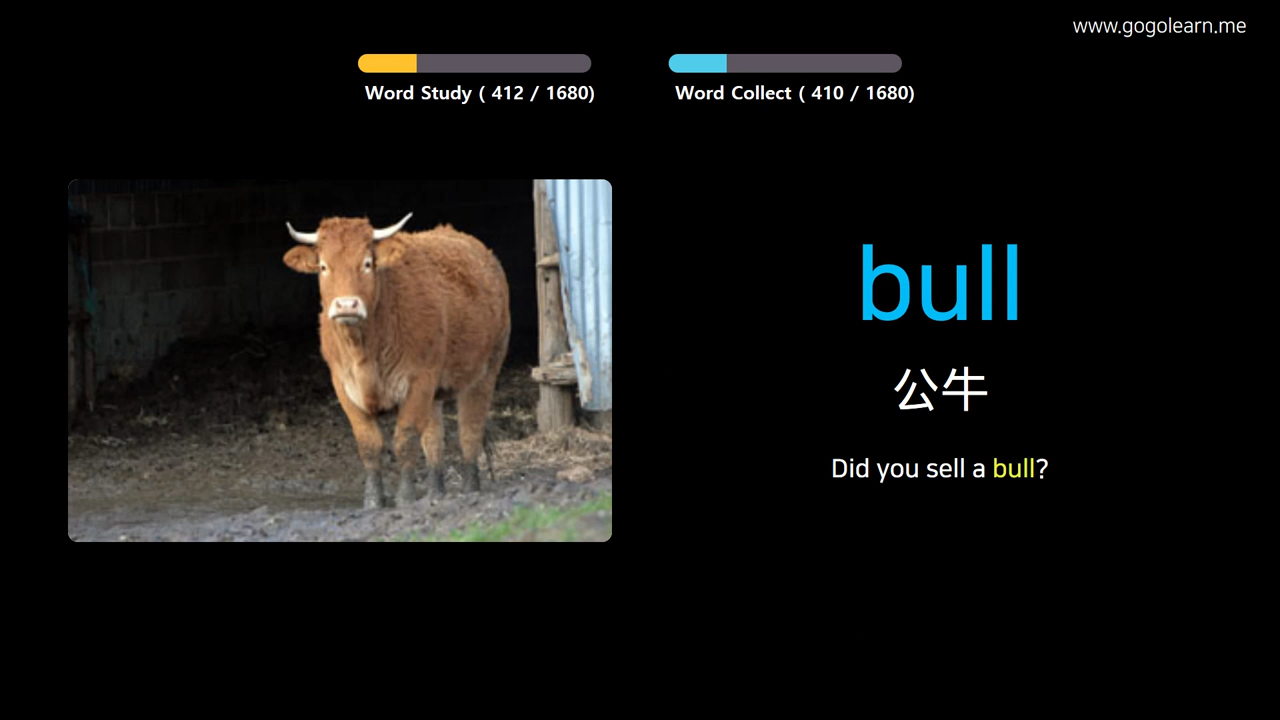 www.gogolearn.me
Word Study ( 412 / 1680)
Word Collect ( 410 / 1680)
bull
公牛
Did you sell a bull?